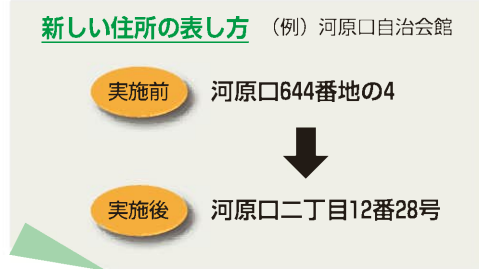 新しい住所の表し方 （例）河原口自治会館
実施前 河原口644番地の4
実施後 河原口二丁目12番28号